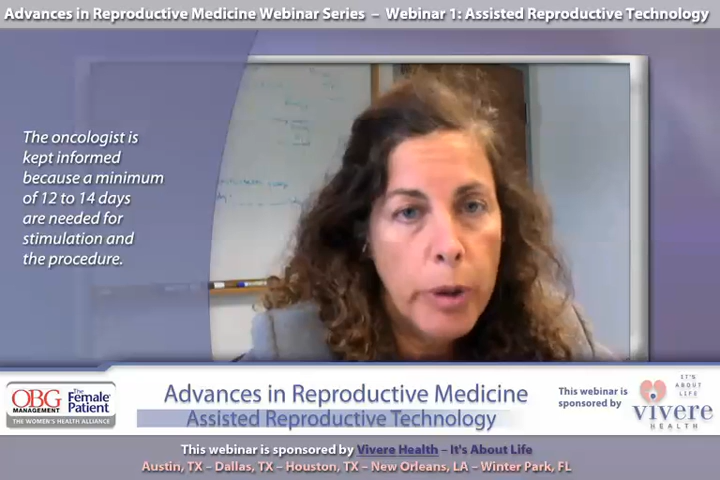 Advances in Reproductive Medicine Webinar Series – Webinar 1: Assisted Reproductive Technology
The oncologist is
kept informed
because a minimum
of 12 to 14 days
are needed for
stimulation and
the procedure.
OBG
MANAGEMENT
The
Female
Patient
THE WOMEN'S HEALTH ALLIANCE
Advances in Reproductive Medicine
Assisted Reproductive Technology
This webinar is
sponsored by
IT'S
ABOUT
LIFE
vivere
HEALTH
This webinar is sponsored by Vivere Health – It's About Life
Austin, TX – Dallas, TX – Houston, TX – New Orleans, LA – Winter Park, FL